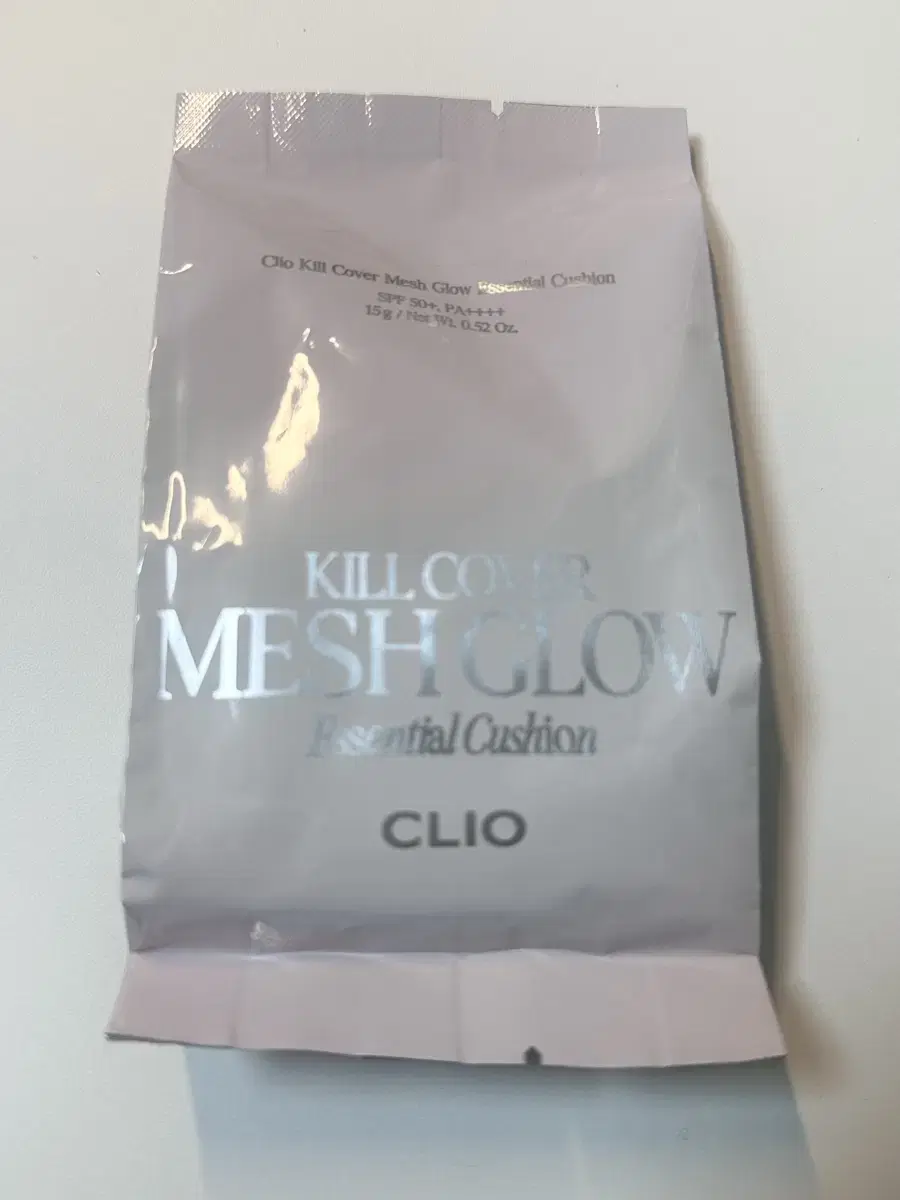 Clio Kill Cover Mesh Glow Essential Cushion
SPF 50+, PA++++
15g / Net Wt. 0.52 Oz.
KILL COVER
MESH GLOW
Essential Cushion
CLIO